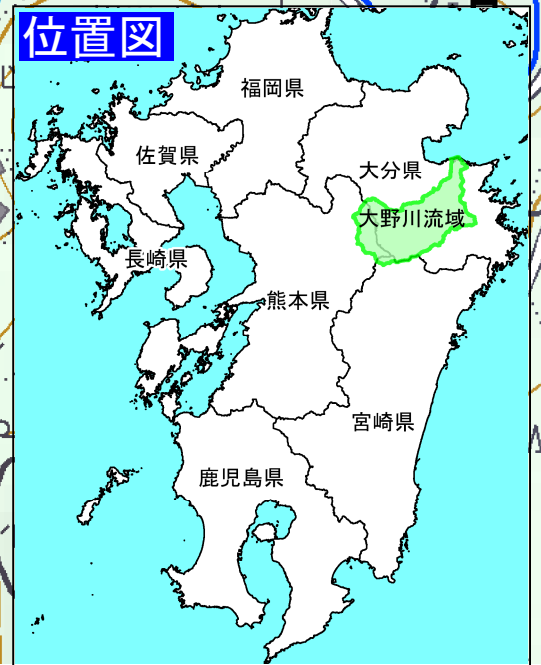 位置図
福岡県
佐賀県
大分県
大野川流域
長崎県
熊本県
宮崎県
鹿児島県